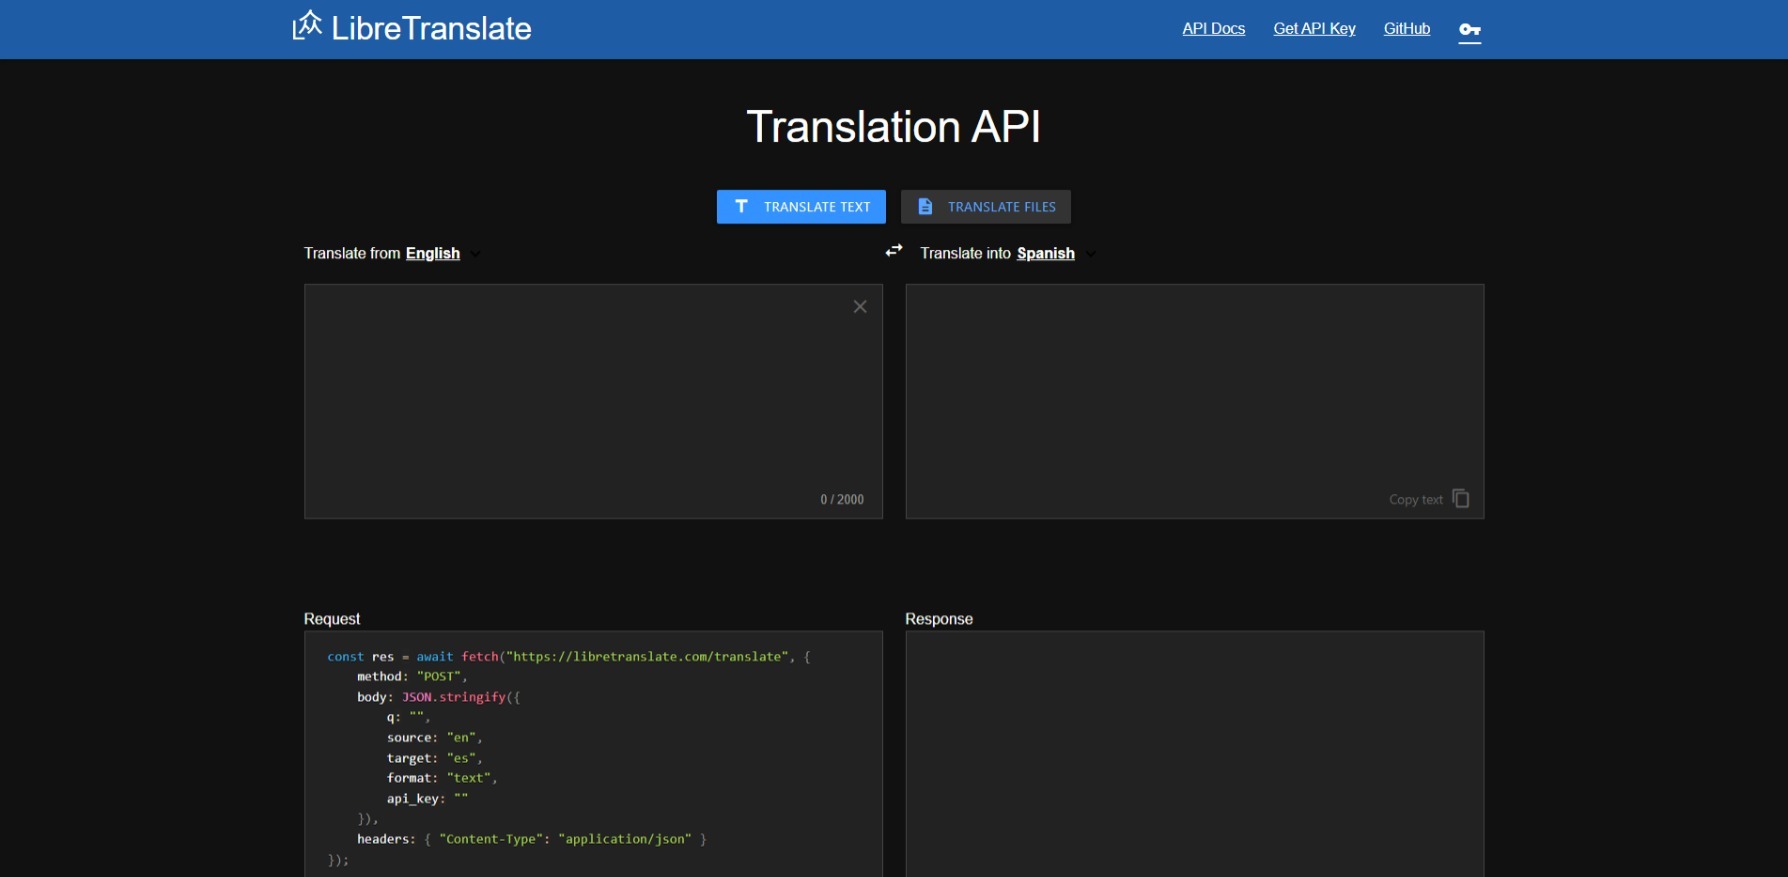 LibreTranslate
API Docs Get API Key GitHub
Translation API
TRANSLATE TEXT TRANSLATE FILES
Translate from English
Translate into Spanish
0 / 2000
Copy text
Request
const res = await fetch("https://libretranslate.com/translate", {
    method: "POST",
    body: JSON.stringify({
        q: "",
        source: "en",
        target: "es",
        format: "text",
        api_key: ""
    }),
    headers: { "Content-Type": "application/json" }
});
Response